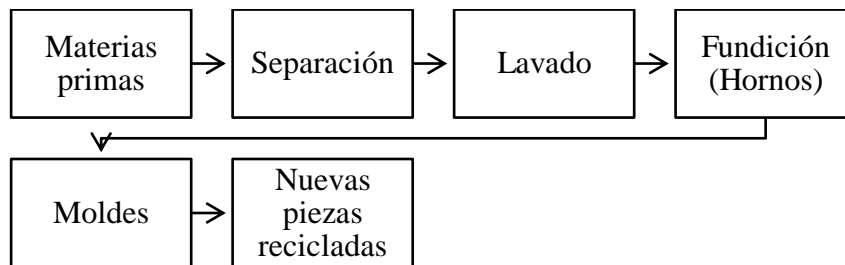 Materias
primas
Separación
Lavado
Fundición
(Hornos)
Moldes
Nuevas
piezas
recicladas